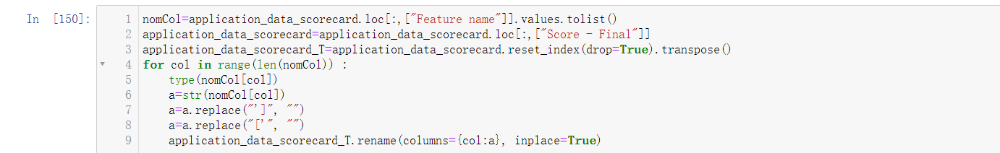 In [150]:
1 nomCol=application_data_scorecard.loc[:,["Feature name"]].values.tolist()
2 application_data_scorecard=application_data_scorecard.loc[:,["Score - Final"]]
3 application_data_scorecard_T=application_data_scorecard.reset_index(drop=True).transpose()
4 for col in range(len(nomCol)) :
5     type(nomCol[col])
6     a=str(nomCol[col])
7     a=a.replace("']", "")
8     a=a.replace("['", "")
9     application_data_scorecard_T.rename(columns={col:a}, inplace=True)